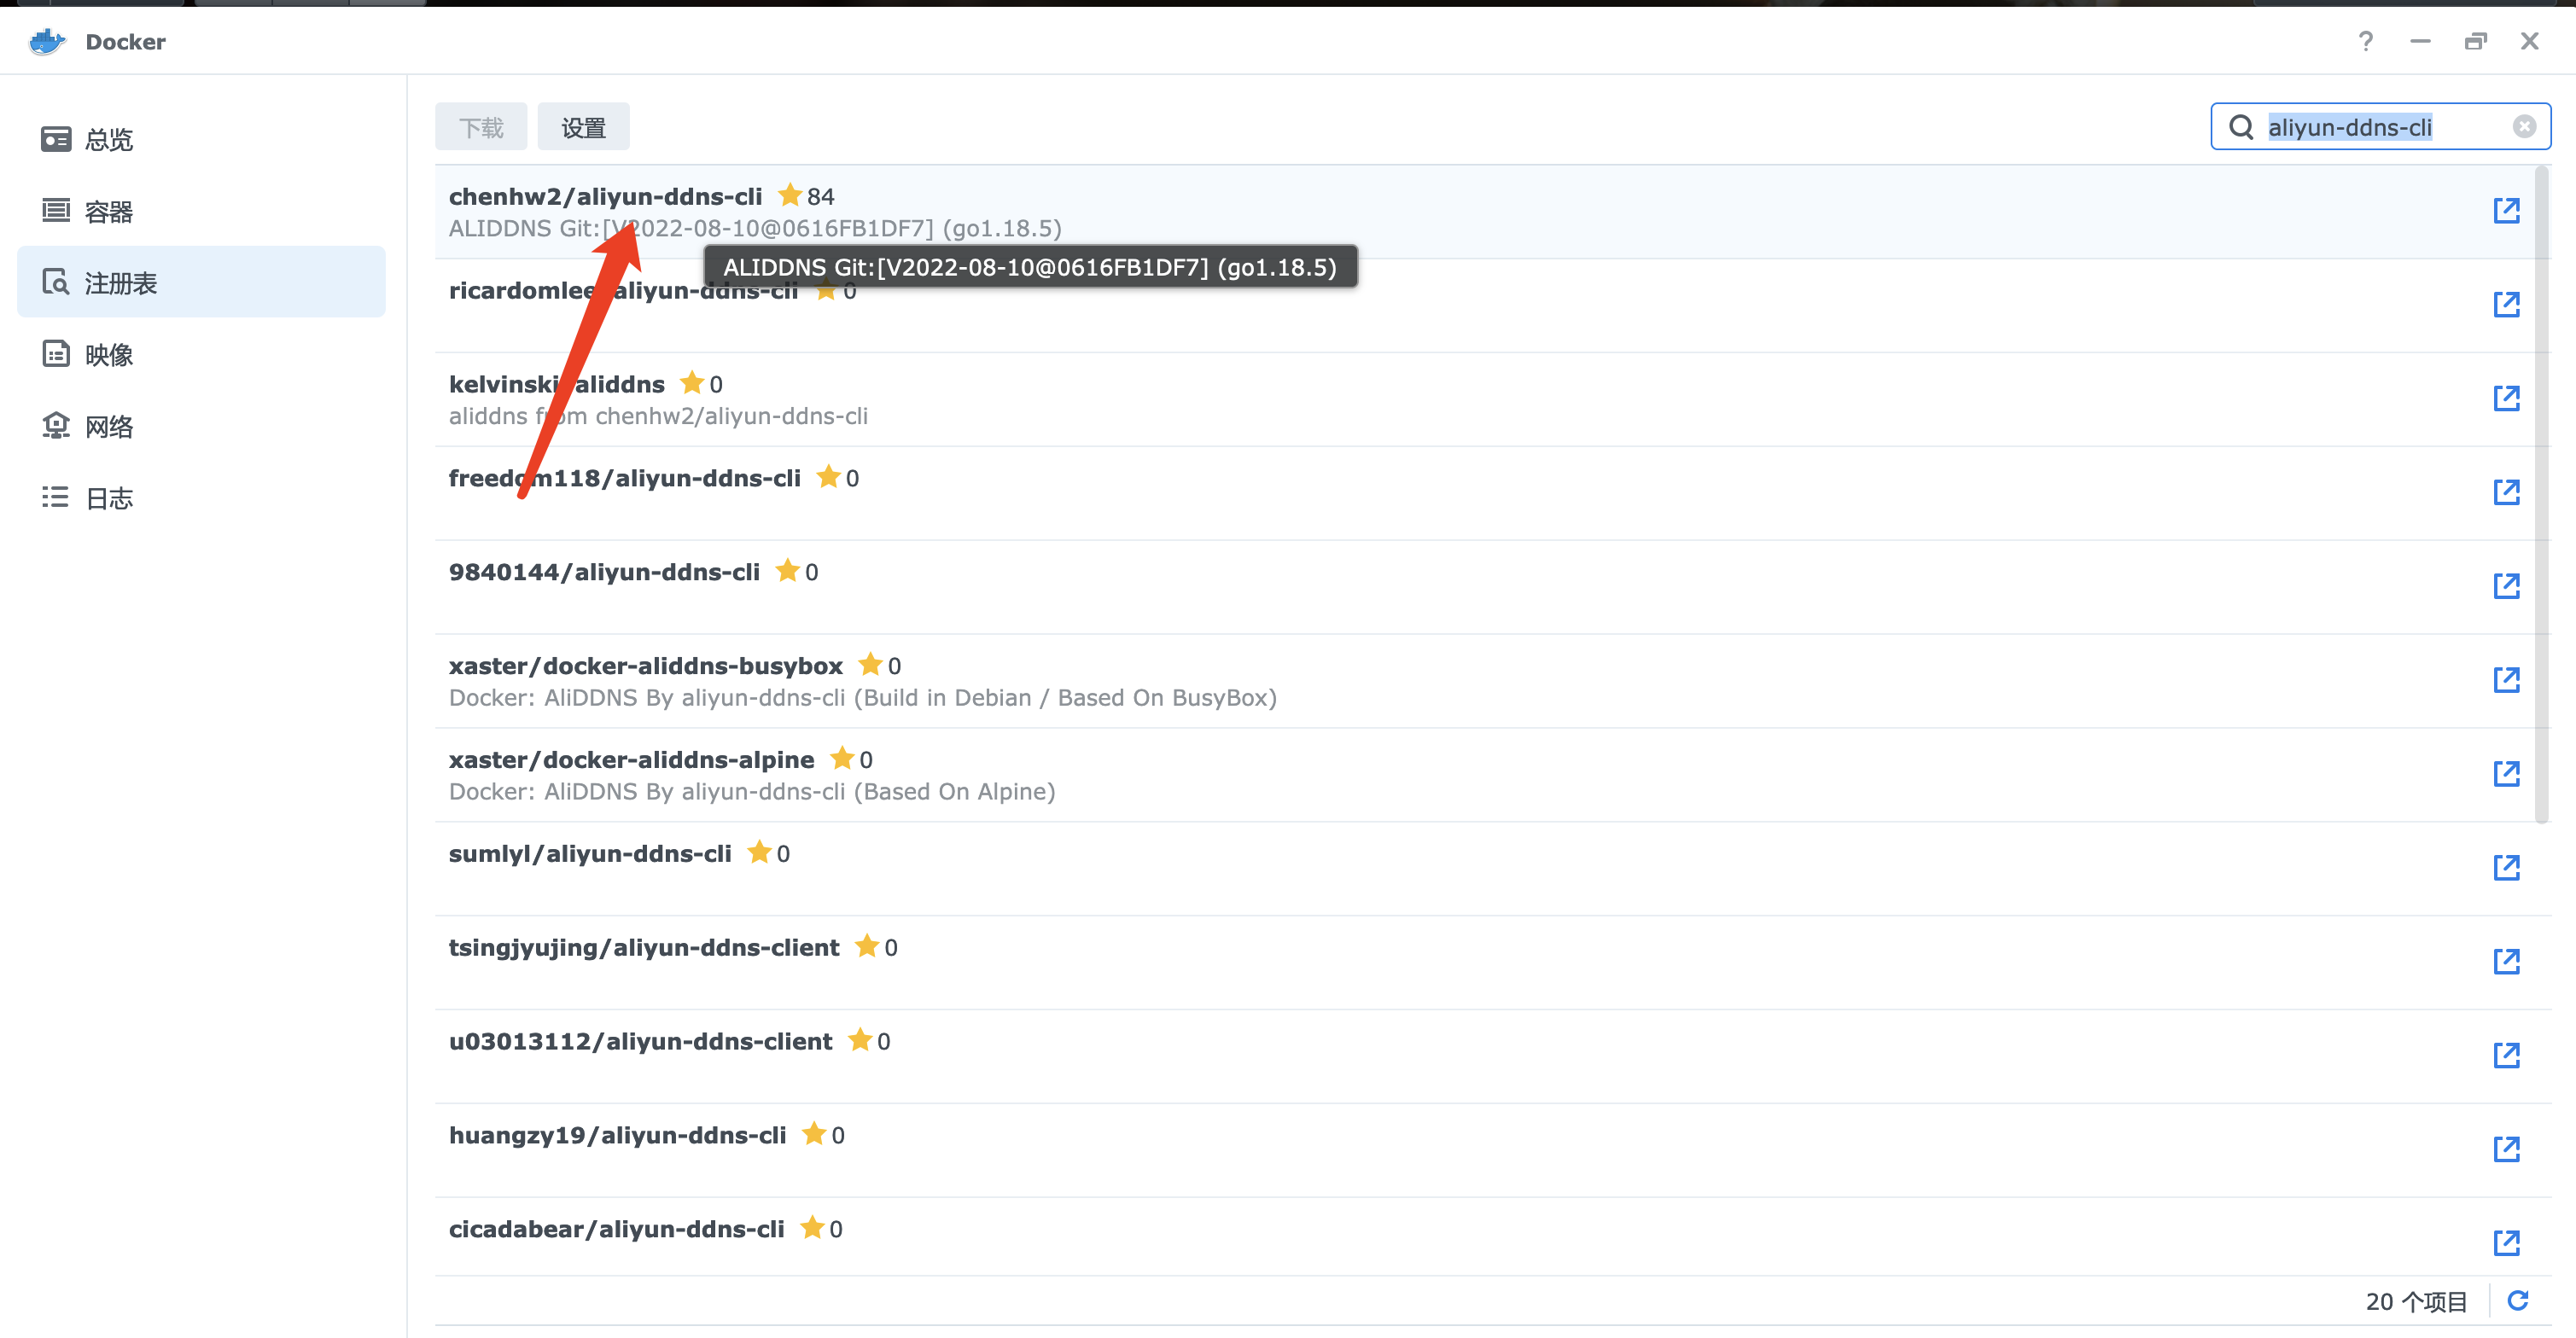 Docker
总览
容器
注册表
映像
网络
日志
下载 设置
aliyun-ddns-cli
chenhw2/aliyun-ddns-cli 84
ALIDDNS Git:[V2022-08-10@0616FB1DF7] (go1.18.5)
ALIDDNS Git:[V2022-08-10@0616FB1DF7] (go1.18.5)
ricardomlee/aliyun-ddns-cli 0
kelvinski/aliddns 0
aliddns from chenhw2/aliyun-ddns-cli
freedom118/aliyun-ddns-cli 0
9840144/aliyun-ddns-cli 0
xaster/docker-aliddns-busybox 0
Docker: AliDDNS By aliyun-ddns-cli (Build in Debian / Based On BusyBox)
xaster/docker-aliddns-alpine 0
Docker: AliDDNS By aliyun-ddns-cli (Based On Alpine)
sumlyl/aliyun-ddns-cli 0
tsingjyujing/aliyun-ddns-client 0
u03013112/aliyun-ddns-client 0
huangzy19/aliyun-ddns-cli 0
cicadabear/aliyun-ddns-cli 0
20 个项目